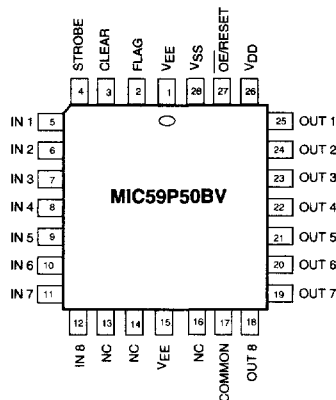 STROBE
CLEAR
FLAG
VEE
VSS
OE/RESET
VDD
4
3
2
1
28
27
26
IN 1 5
IN 2 6
IN 3 7
IN 4 8
IN 5 9
IN 6 10
IN 7 11
MIC59P50BV
25 OUT 1
24 OUT 2
23 OUT 3
22 OUT 4
21 OUT 5
20 OUT 6
19 OUT 7
12
13
14
15
16
17
18
IN 8
NC
NC
VEE
NC
COMMON
OUT 8